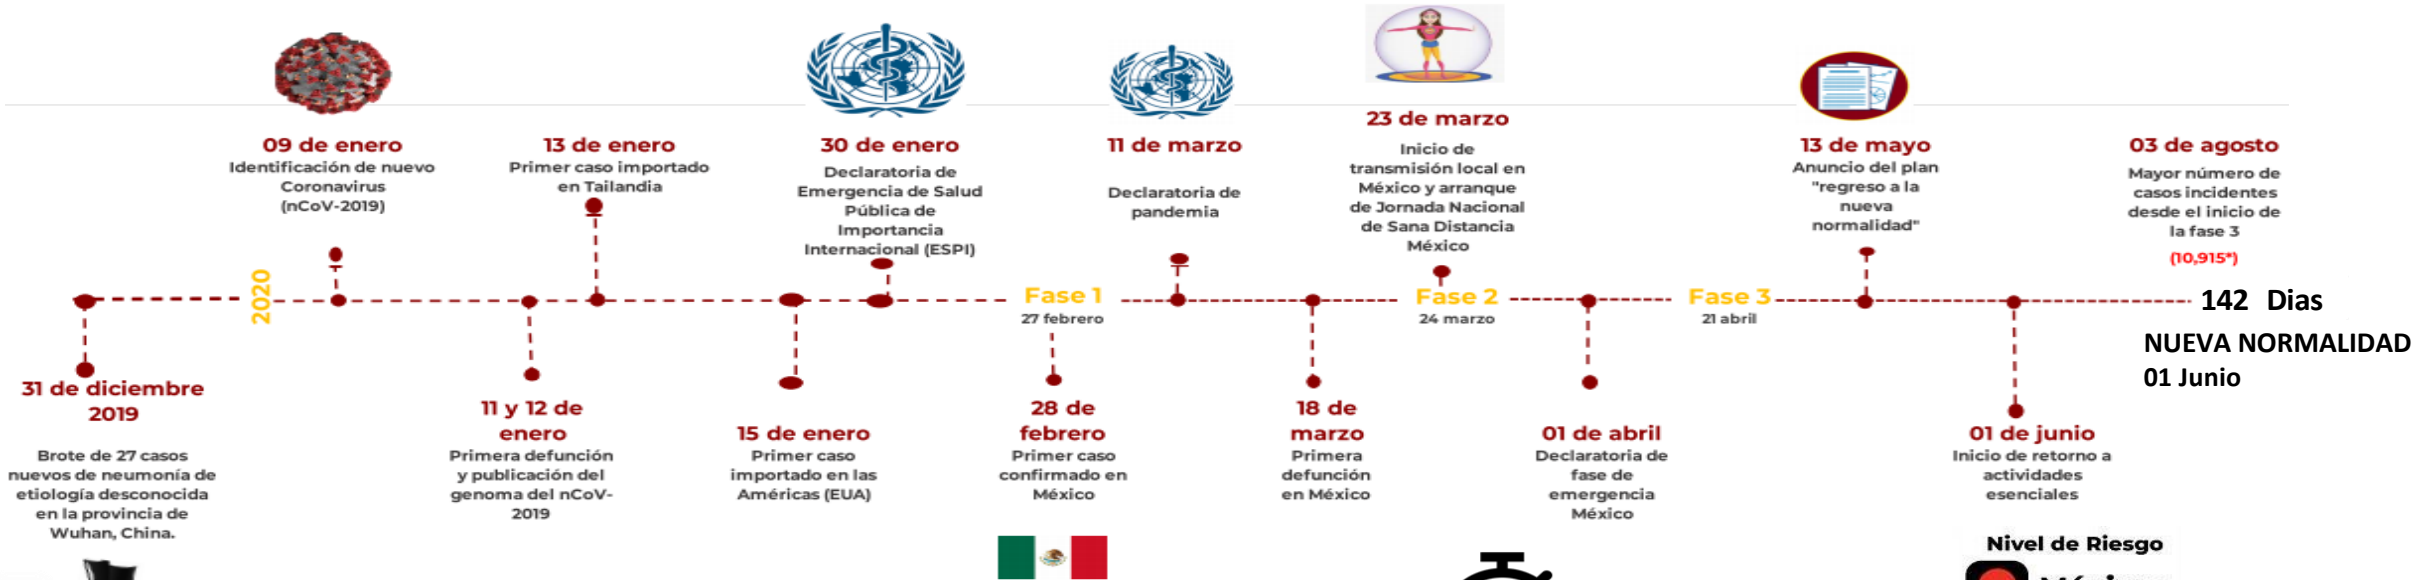 09 de enero
Identificación de nuevo
Coronavirus
(nCoV-2019)
13 de enero
Primer caso importado
en Tailandia
30 de enero
Declaratoria de
Emergencia de Salud
Pública de
Importancia
Internacional (ESPI)
11 de marzo
Declaratoria de
pandemia
23 de marzo
Inicio de
transmisión local en
México y arranque
de Jornada Nacional
de Sana Distancia
México
13 de mayo
Anuncio del plan
"regreso a la
nueva
normalidad"
03 de agosto
Mayor número de
casos incidentes
desde el inicio de
la fase 3
(10,915*)
2020
Fase 1
27 febrero
Fase 2
24 marzo
Fase 3
21 abril
142 Dias
NUEVA NORMALIDAD
01 Junio
31 de diciembre
2019
Brote de 27 casos
nuevos de neumonía de
etiología desconocida
en la provincia de
Wuhan, China.
11 y 12 de
enero
Primera defunción
y publicación del
genoma del nCoV-
2019
15 de enero
Primer caso
importado en las
Américas (EUA)
28 de
febrero
Primer caso
confirmado en
México
18 de
marzo
Primera
defunción
en México
01 de abril
Declaratoria de
fase de
emergencia
México
01 de junio
Inicio de retorno a
actividades
esenciales
Nivel de Riesgo